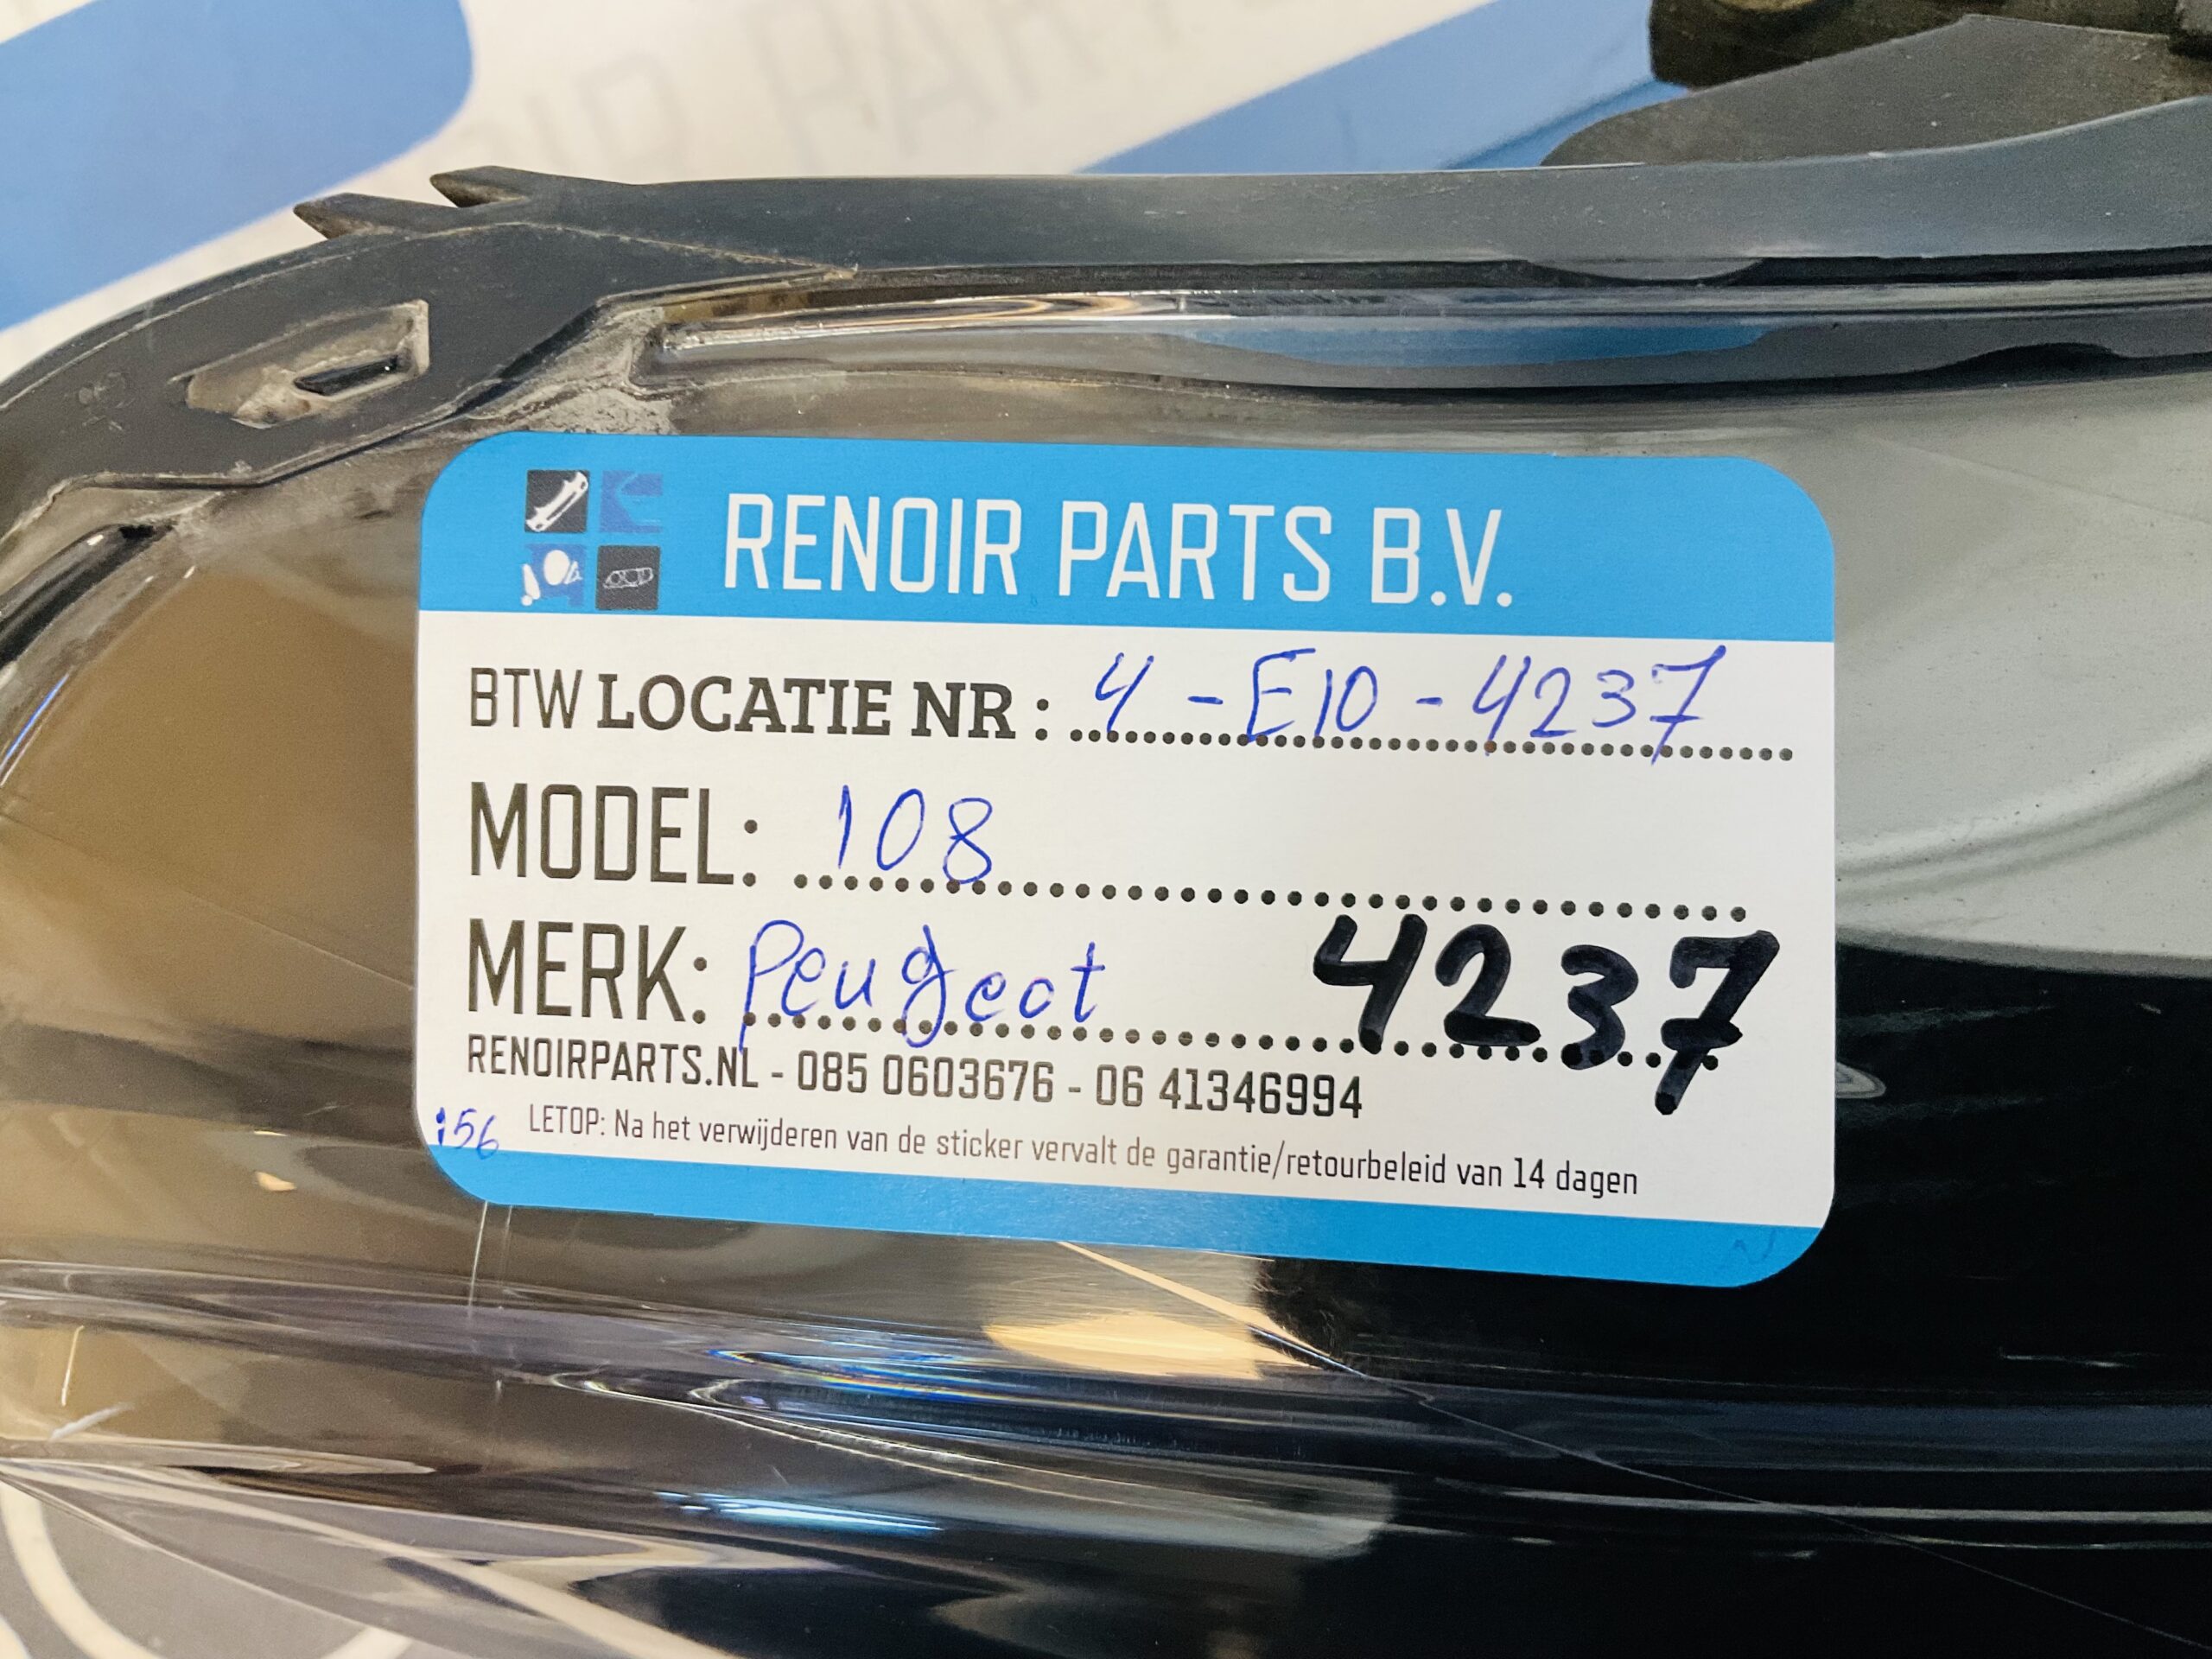 RENOIR PARTS B.V.
BTW LOCATIE NR : 4 - E10 - 4237
MODEL: 108
MERK: Peugeot 4237
RENOIRPARTS.NL - 085 0603676 - 06 41346994
:56 LETOP: Na het verwijderen van de sticker vervalt de garantie/retourbeleid van 14 dagen